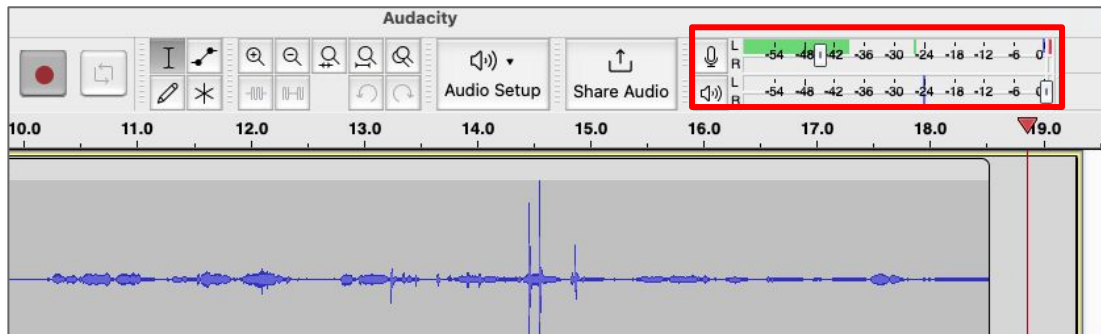 Audacity
L
R
-54 -48 -42 -36 -30 -24 -18 -12 -6 0
Audio Setup
Share Audio
L
R
-54 -48 -42 -36 -30 -24 -18 -12 -6
10.0 11.0 12.0 13.0 14.0 15.0 16.0 17.0 18.0 19.0